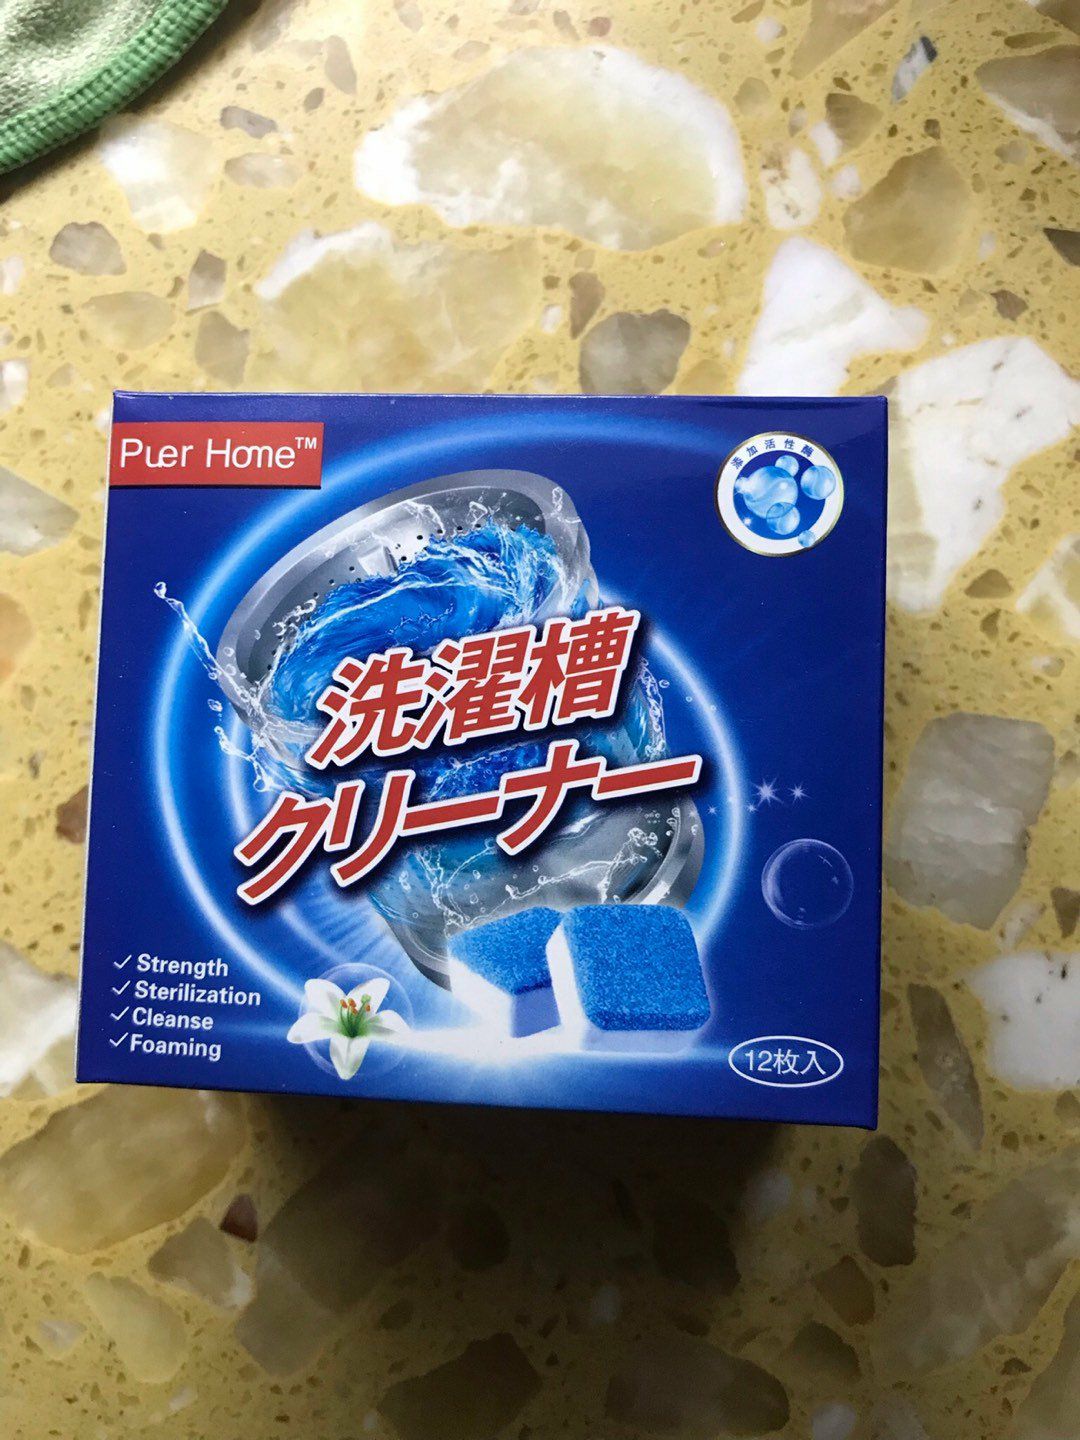 Puer Home™
添加活性酶
洗濯槽
クリーナー
✓ Strength
✓ Sterilization
✓ Cleanse
✓ Foaming
12枚入